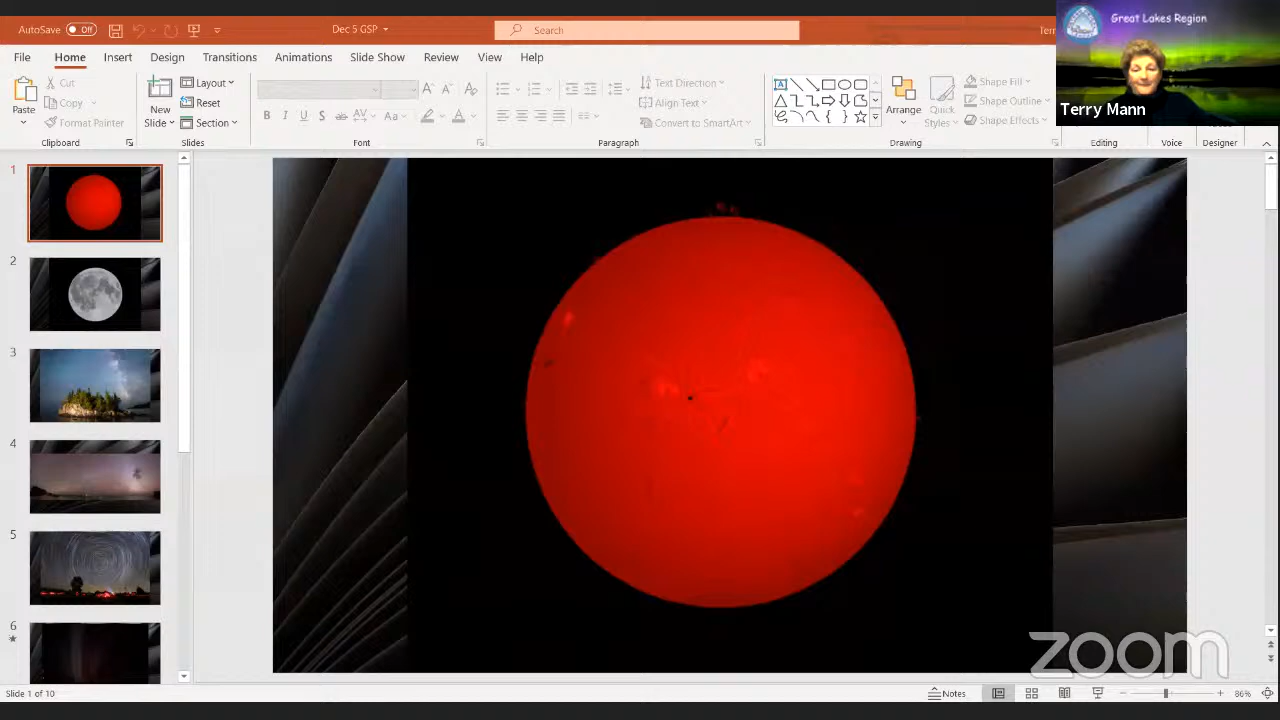 AutoSave Off
Dec 5 GSP
Search
Great Lakes Region
Terry Mann
File Home Insert Design Transitions Animations Slide Show Review View Help
Paste
Cut
Copy
Format Painter
Clipboard
New Slide
Layout
Reset
Section
Slides
Font
Text Direction
Align Text
Convert to SmartArt
Paragraph
Arrange
Quick Styles
Shape Fill
Shape Outline
Shape Effects
Drawing
Editing
Voice
Designer
1
2
3
4
5
6
zoom
Slide 1 of 10
Notes
86%